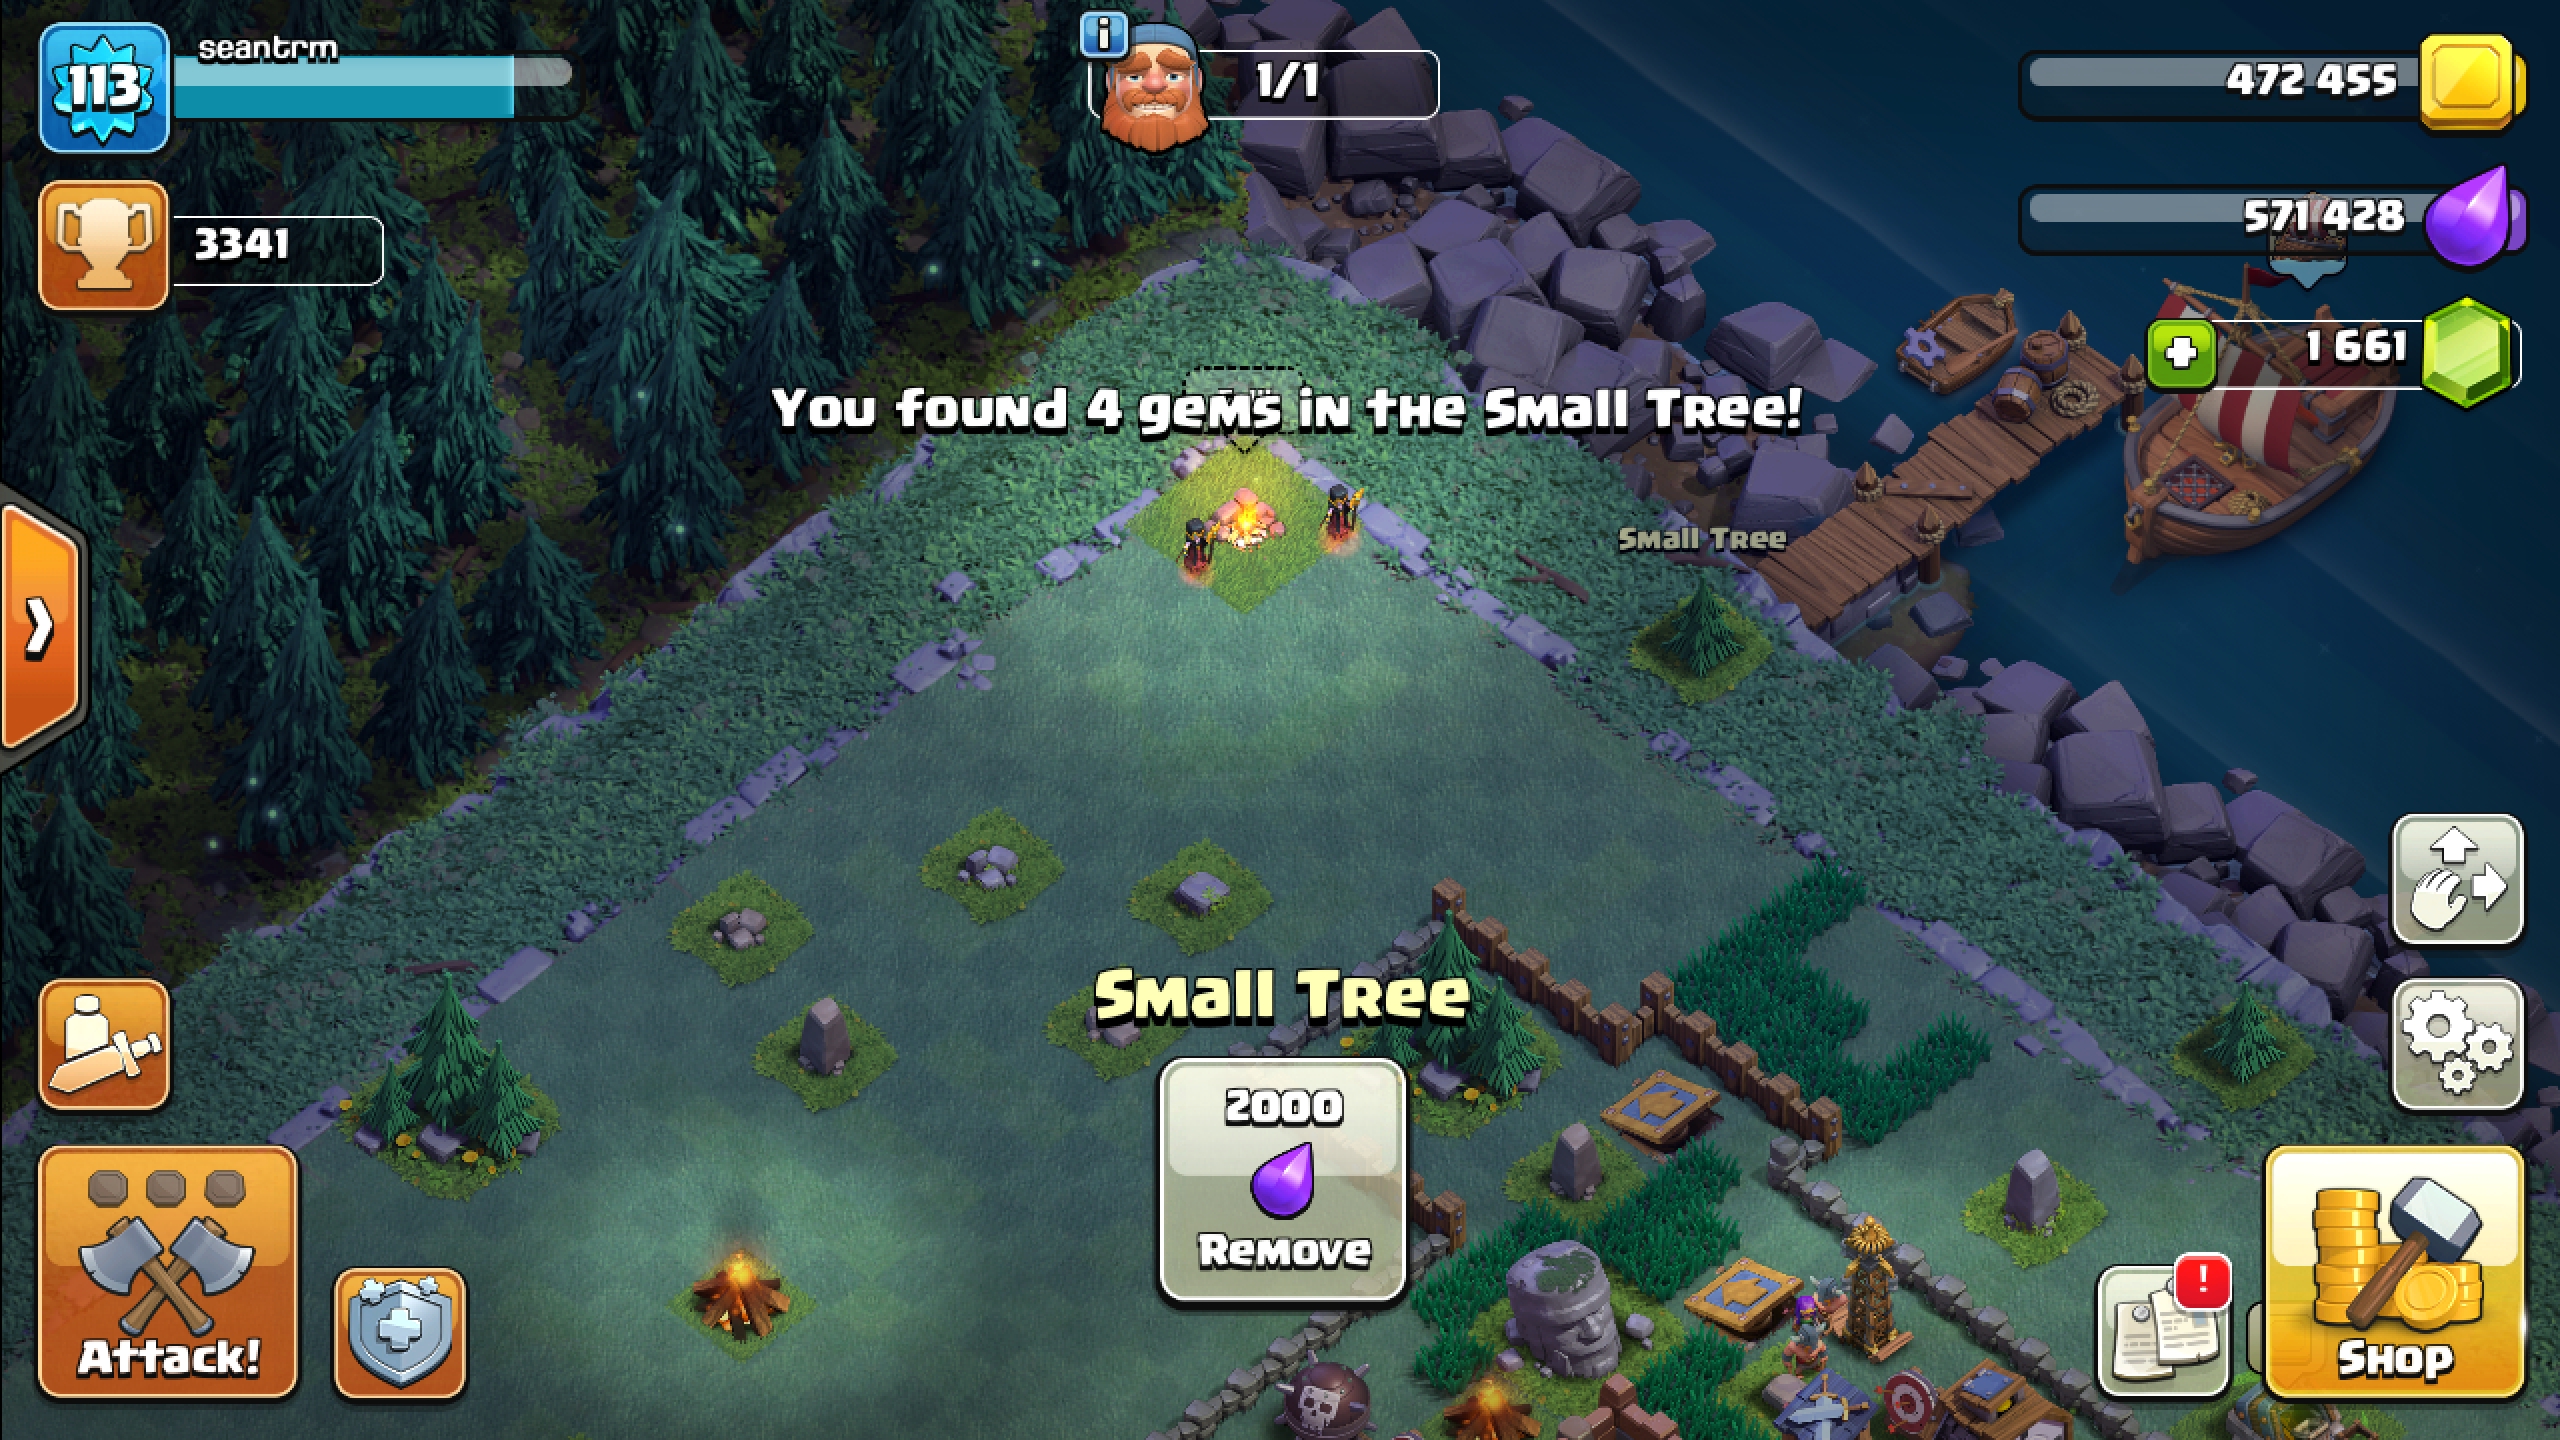 113
seantrm
i
1/1
472 455
3341
571 428
1 661
You found 4 gems in the Small Tree!
Small Tree
Small Tree
2000
Remove
Attack!
!
Shop